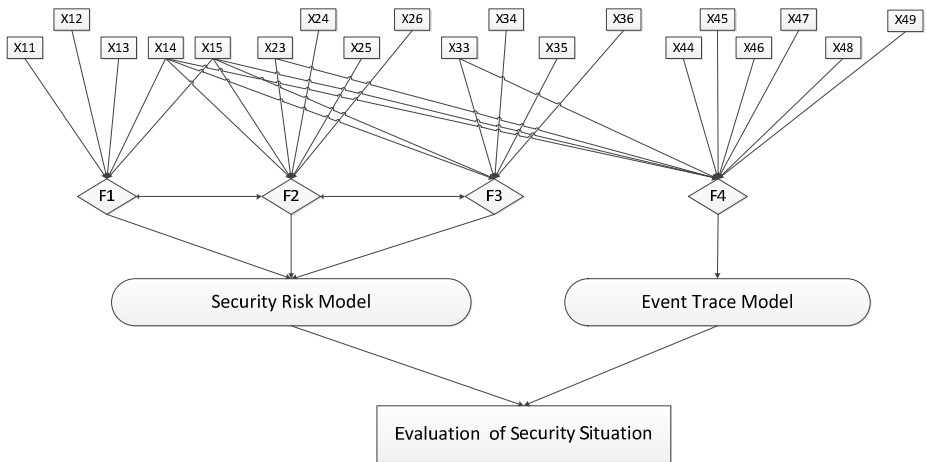 X12
X24
X26
X34
X36
X45
X47
X49
X11
X13
X14
X15
X23
X25
X33
X35
X44
X46
X48
F1
F2
F3
F4
Security Risk Model
Event Trace Model
Evaluation of Security Situation